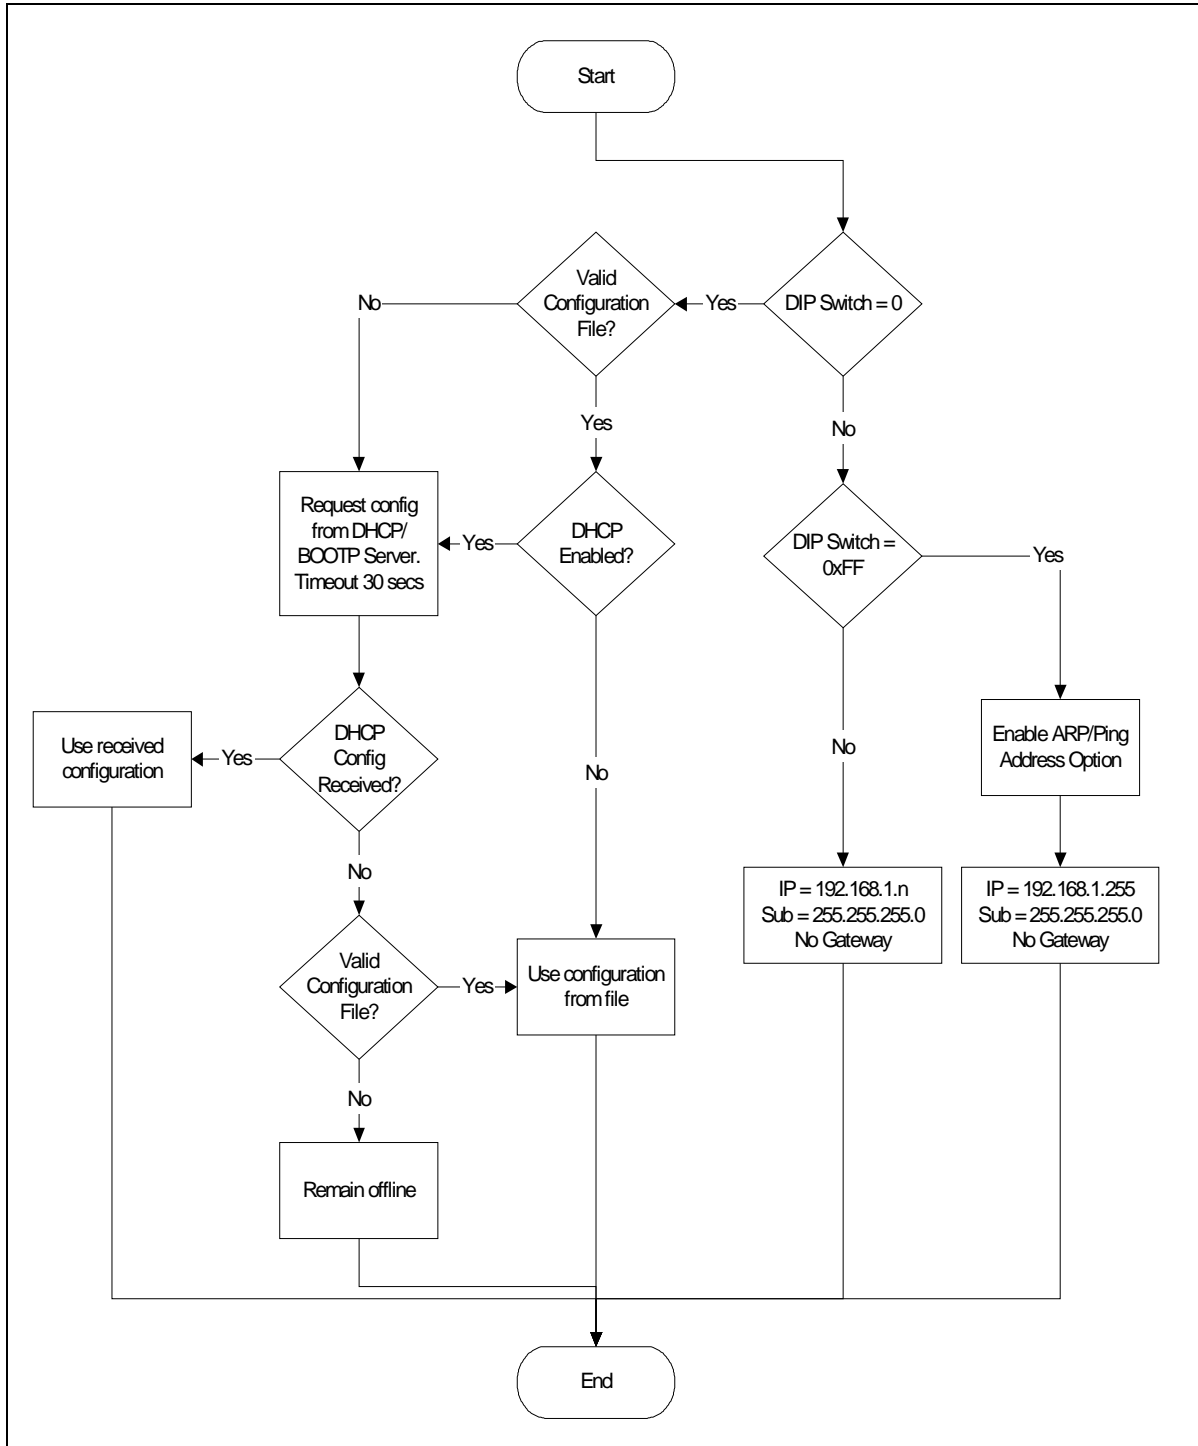 Start
DIP Switch = 0
Yes
Valid
Configuration
File?
No
Yes
No
Request config
from DHCP/
BOOTP Server.
Timeout 30 secs
Yes
DHCP
Enabled?
DIP Switch =
0xFF
Yes
Use received
configuration
Yes
DHCP
Config
Received?
No
No
Enable ARP/Ping
Address Option
No
IP = 192.168.1.n
Sub = 255.255.255.0
No Gateway
IP = 192.168.1.255
Sub = 255.255.255.0
No Gateway
Valid
Configuration
File?
Yes
Use configuration
from file
No
Remain offline
End